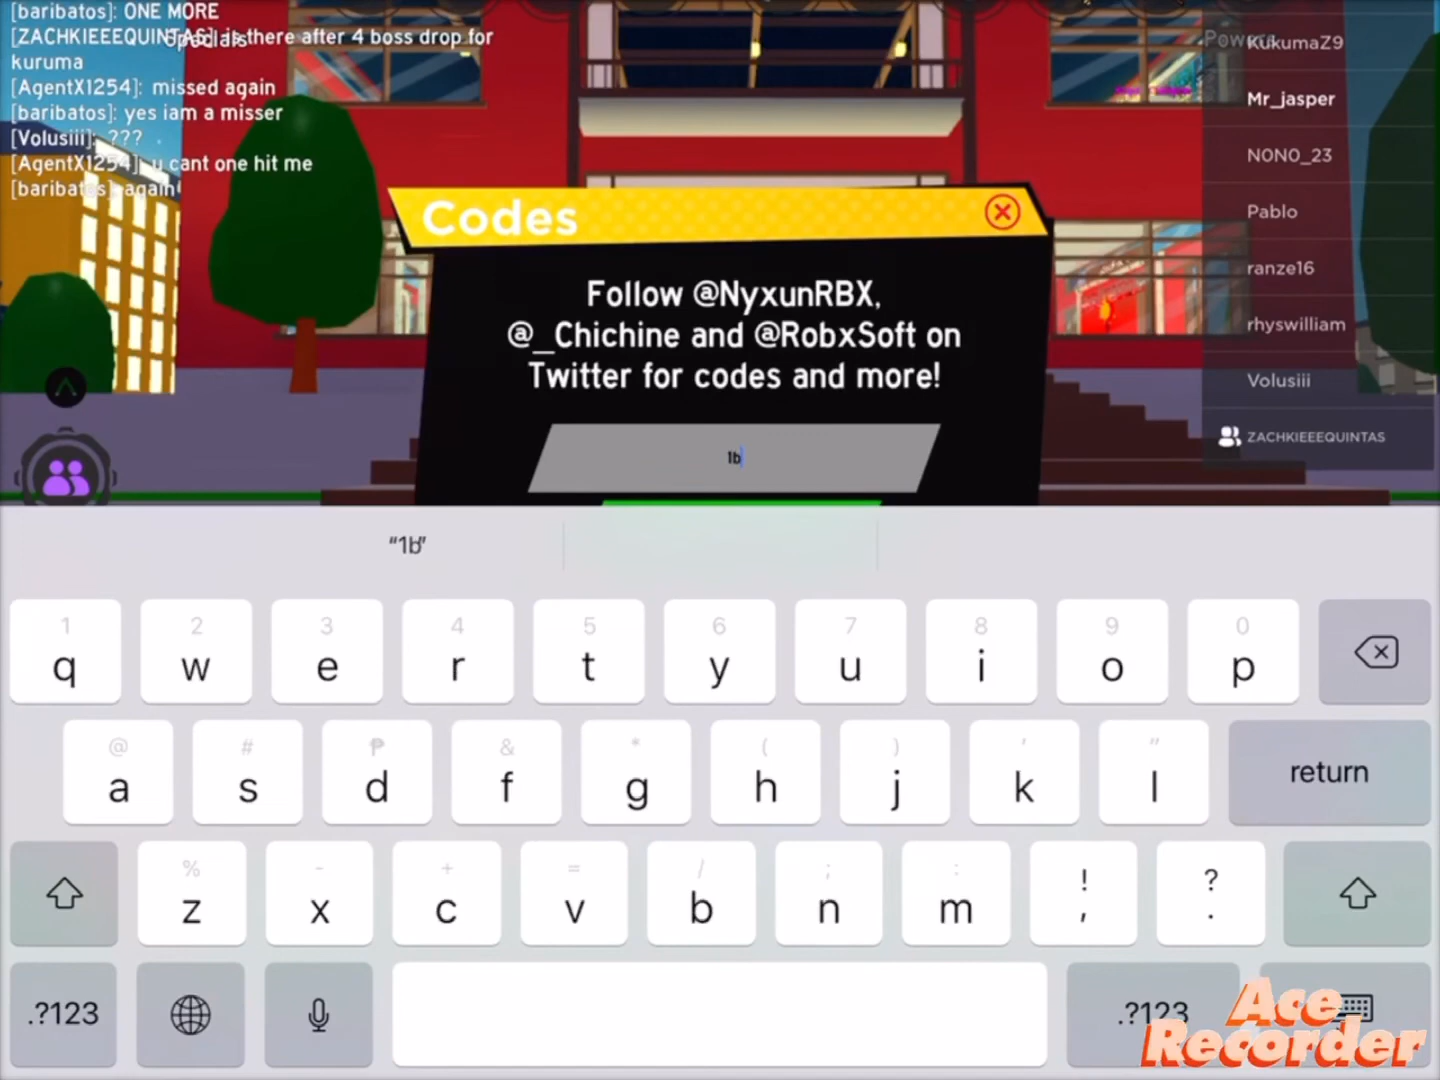 [baribatos]: ONE MORE
[ZACHKIEEEQUINTAS]: is there after 4 boss drop for
kuruma
[AgentX1254]: missed again
[baribatos]: yes iam a misser
[Volusiii]: ???
[AgentX1254]: u cant one hit me
[baribatos]: again
Specials
Powers
KukumaZ9
Mr_jasper
N0N0_23
Pablo
ranze16
rhyswilliam
Volusiii
ZACHKIEEEQUINTAS
Codes
Follow @NyxunRBX,
@_Chichine and @RobxSoft on
Twitter for codes and more!
1b
“1b”
1 2 3 4 5 6 7 8 9 0
q w e r t y u i o p
@ # ₱ & * ( ) ' "
a s d f g h j k l return
% - + = / ; : ! ?
z x c v b n m , .
.?123 .?123
Ace
Recorder